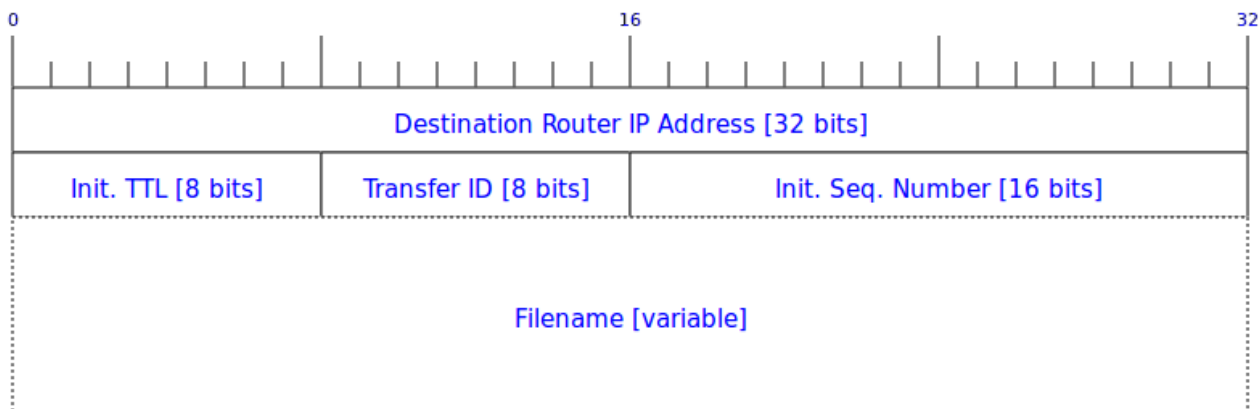 0 16 32
Destination Router IP Address [32 bits]
Init. TTL [8 bits] Transfer ID [8 bits] Init. Seq. Number [16 bits]
Filename [variable]